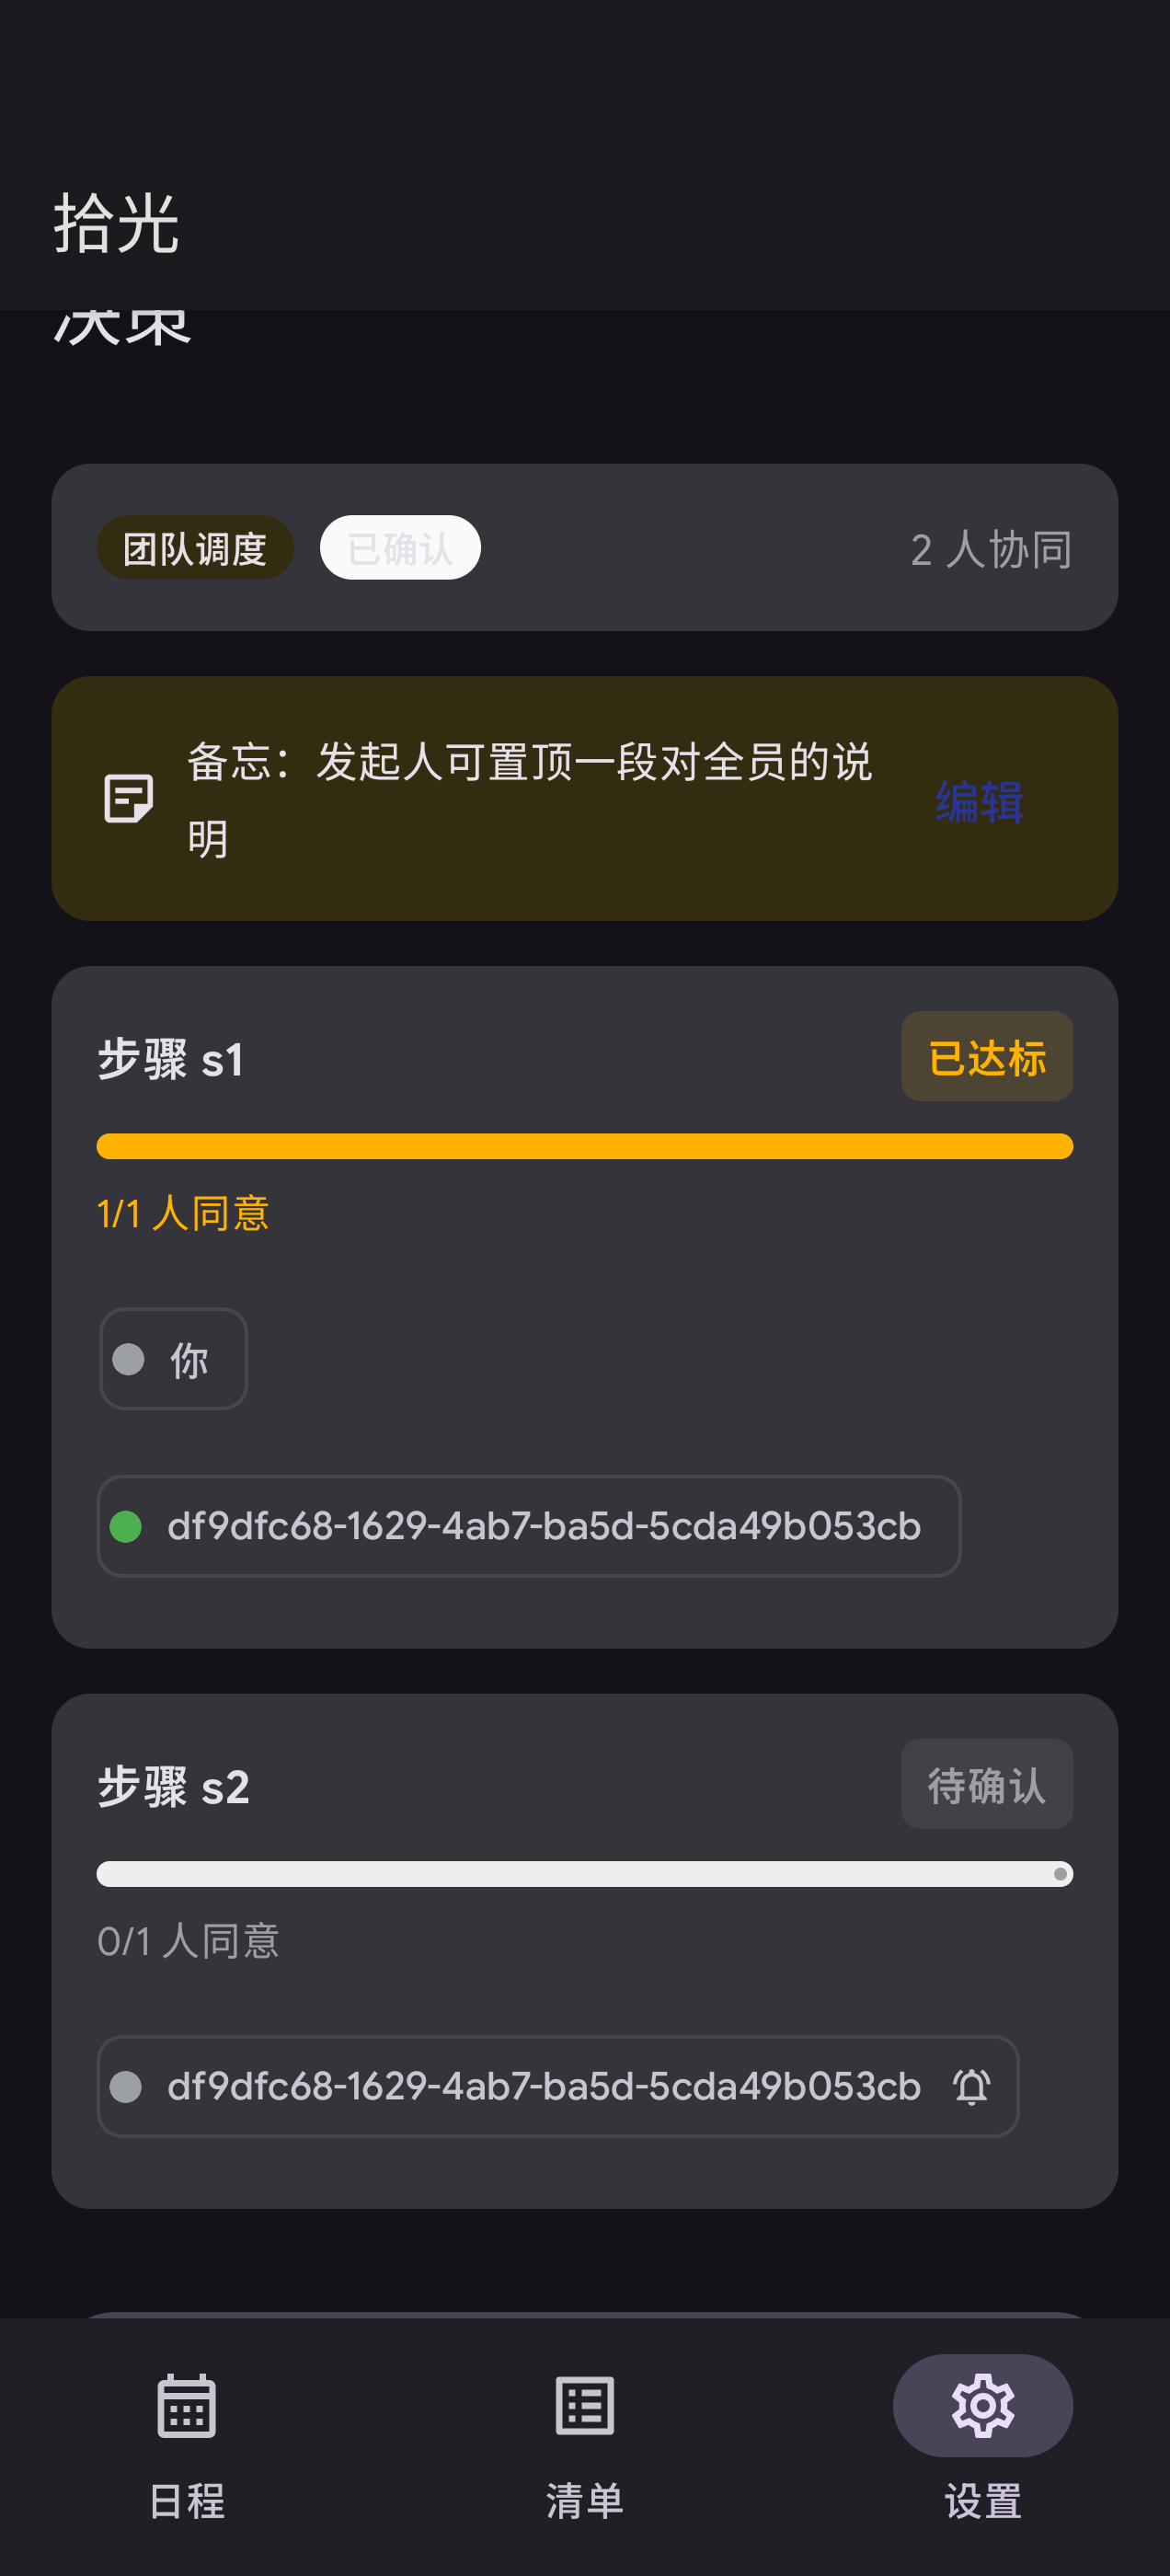 拾光
决策
团队调度
已确认
2 人协同
备忘：发起人可置顶一段对全员的说
明
编辑
步骤 s1
已达标
1/1 人同意
你
df9dfc68-1629-4ab7-ba5d-5cda49b053cb
步骤 s2
待确认
0/1 人同意
df9dfc68-1629-4ab7-ba5d-5cda49b053cb
日程
清单
设置